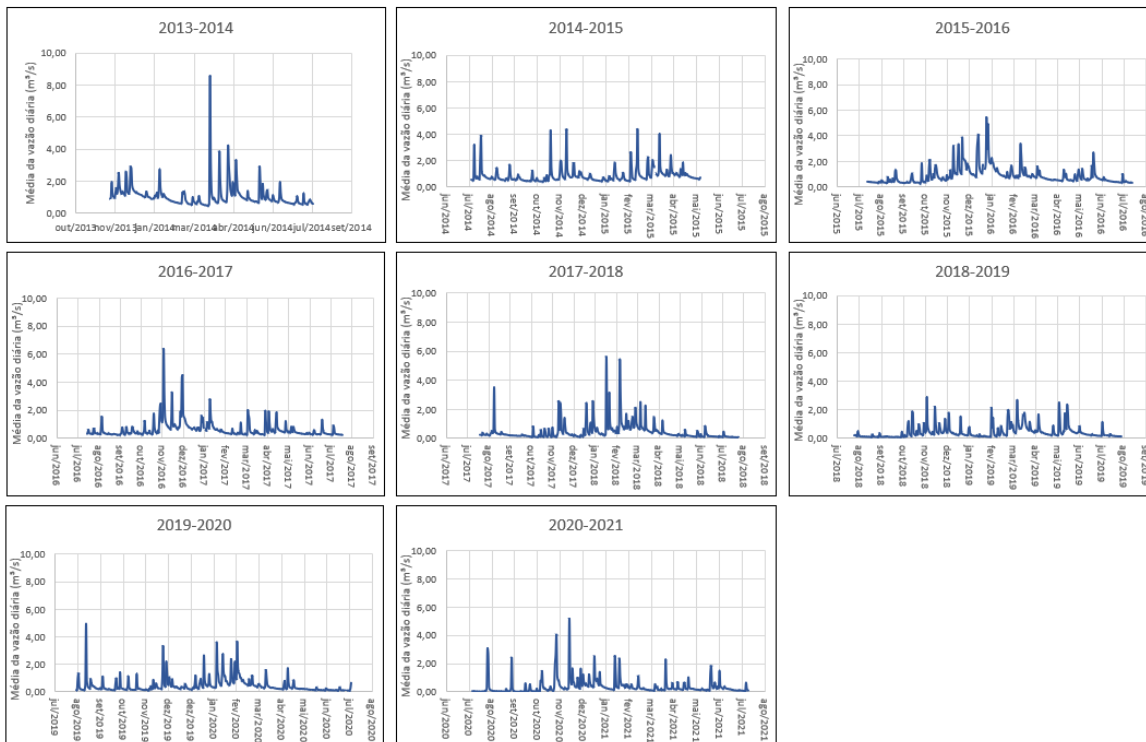 2013-2014
Média da vazão diária (m³/s)
10,00
8,00
6,00
4,00
2,00
0,00
out/2013 nov/2013 jan/2014 mar/2014 abr/2014 jun/2014 jul/2014 set/2014
2014-2015
Média da vazão diária (m³/s)
10,00
8,00
6,00
4,00
2,00
0,00
jun/2014
jul/2014
ago/2014
set/2014
out/2014
nov/2014
dez/2014
jan/2015
fev/2015
mar/2015
abr/2015
mai/2015
jun/2015
jul/2015
ago/2015
2015-2016
Média da vazão diária (m³/s)
10,00
8,00
6,00
4,00
2,00
0,00
jun/2015
jul/2015
ago/2015
set/2015
out/2015
nov/2015
dez/2015
jan/2016
fev/2016
mar/2016
abr/2016
mai/2016
jun/2016
jul/2016
ago/2016
2016-2017
Média da vazão diária (m³/s)
10,00
8,00
6,00
4,00
2,00
0,00
jun/2016
jul/2016
ago/2016
set/2016
out/2016
nov/2016
dez/2016
jan/2017
fev/2017
mar/2017
abr/2017
mai/2017
jun/2017
jul/2017
ago/2017
set/2017
2017-2018
Média da vazão diária (m³/s)
10,00
8,00
6,00
4,00
2,00
0,00
jun/2017
jul/2017
ago/2017
set/2017
out/2017
nov/2017
dez/2017
jan/2018
fev/2018
mar/2018
abr/2018
mai/2018
jun/2018
jul/2018
ago/2018
2018-2019
Média da vazão diária (m³/s)
10,00
8,00
6,00
4,00
2,00
0,00
jul/2018
ago/2018
set/2018
out/2018
nov/2018
dez/2018
jan/2019
fev/2019
mar/2019
abr/2019
mai/2019
jun/2019
jul/2019
ago/2019
set/2019
2019-2020
Média da vazão diária (m³/s)
10,00
8,00
6,00
4,00
2,00
0,00
jul/2019
ago/2019
set/2019
out/2019
nov/2019
dez/2019
dez/2019
jan/2020
fev/2020
mar/2020
abr/2020
mai/2020
jun/2020
jul/2020
ago/2020
2020-2021
Média da vazão diária (m³/s)
10,00
8,00
6,00
4,00
2,00
0,00
jun/2020
jul/2020
ago/2020
set/2020
out/2020
nov/2020
dez/2020
jan/2021
fev/2021
mar/2021
abr/2021
mai/2021
jun/2021
jul/2021
ago/2021